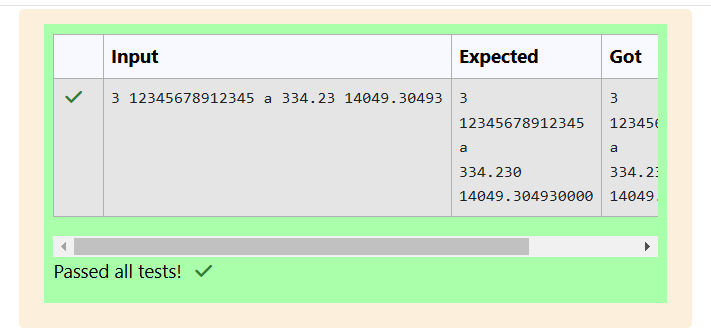 Input Expected Got
3 12345678912345 a 334.23 14049.30493 3 3
12345678912345
a a
334.230
14049.304930000
Passed all tests!